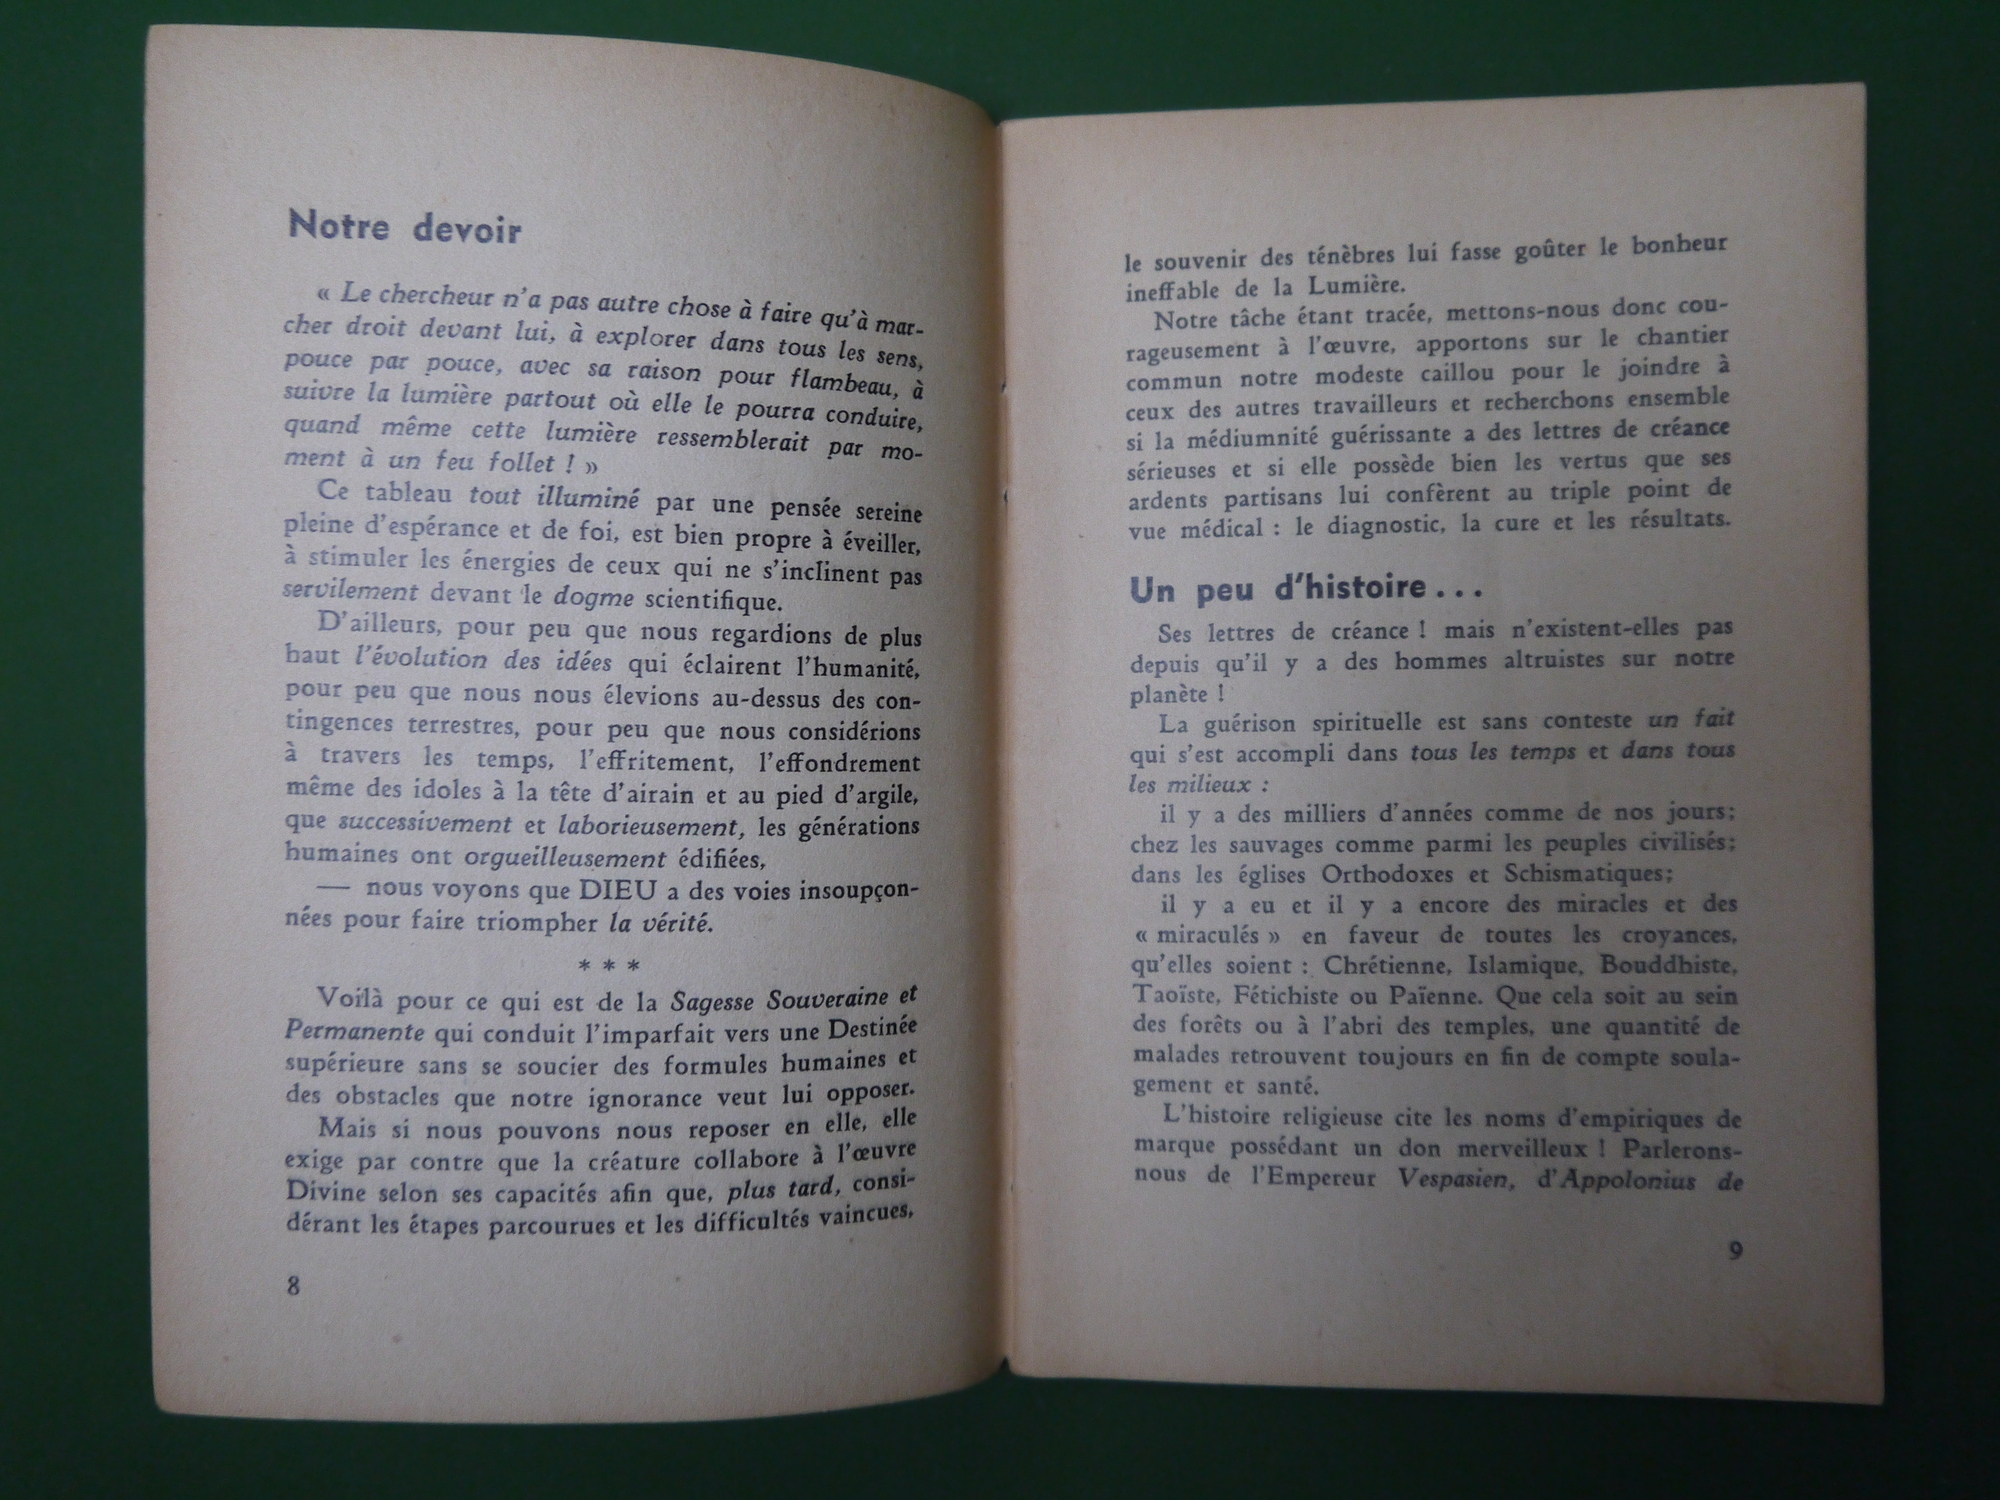 Notre devoir
« Le chercheur n'a pas autre chose à faire qu'à mar-
cher droit devant lui, à explorer dans tous les sens,
pouce par pouce, avec sa raison pour flambeau, à
suivre la lumière partout où elle le pourra conduire,
quand même cette lumière ressemblerait par mo-
ment à un feu follet ! »
Ce tableau tout illuminé par une pensée sereine
pleine d'espérance et de foi, est bien propre à éveiller,
à stimuler les énergies de ceux qui ne s'inclinent pas
servilement devant le dogme scientifique.
D'ailleurs, pour peu que nous regardions de plus
haut l'évolution des idées qui éclairent l'humanité,
pour peu que nous nous élevions au-dessus des con-
tingences terrestres, pour peu que nous considérions
à travers les temps, l'effritement, l'effondrement
même des idoles à la tête d'airain et au pied d'argile,
que successivement et laborieusement, les générations
humaines ont orgueilleusement édifiées,
— nous voyons que DIEU a des voies insoupçon-
nées pour faire triompher la vérité.
* * *
Voilà pour ce qui est de la Sagesse Souveraine et
Permanente qui conduit l'imparfait vers une Destinée
supérieure sans se soucier des formules humaines et
des obstacles que notre ignorance veut lui opposer.
Mais si nous pouvons nous reposer en elle, elle
exige par contre que la créature collabore à l'œuvre
Divine selon ses capacités afin que, plus tard, consi-
dérant les étapes parcourues et les difficultés vaincues,
8
le souvenir des ténèbres lui fasse goûter le bonheur
ineffable de la Lumière.
Notre tâche étant tracée, mettons-nous donc cou-
rageusement à l'œuvre, apportons sur le chantier
commun notre modeste caillou pour le joindre à
ceux des autres travailleurs et recherchons ensemble
si la médiumnité guérissante a des lettres de créance
sérieuses et si elle possède bien les vertus que ses
ardents partisans lui confèrent au triple point de
vue médical : le diagnostic, la cure et les résultats.
Un peu d'histoire...
Ses lettres de créance ! mais n'existent-elles pas
depuis qu'il y a des hommes altruistes sur notre
planète !
La guérison spirituelle est sans conteste un fait
qui s'est accompli dans tous les temps et dans tous
les milieux :
il y a des milliers d'années comme de nos jours;
chez les sauvages comme parmi les peuples civilisés;
dans les églises Orthodoxes et Schismatiques;
il y a eu et il y a encore des miracles et des
« miraculés » en faveur de toutes les croyances,
qu'elles soient : Chrétienne, Islamique, Bouddhiste,
Taoïste, Fétichiste ou Païenne. Que cela soit au sein
des forêts ou à l'abri des temples, une quantité de
malades retrouvent toujours en fin de compte soula-
gement et santé.
L'histoire religieuse cite les noms d'empiriques de
marque possédant un don merveilleux ! Parlerons-
nous de l'Empereur Vespasien, d'Appolonius de
9